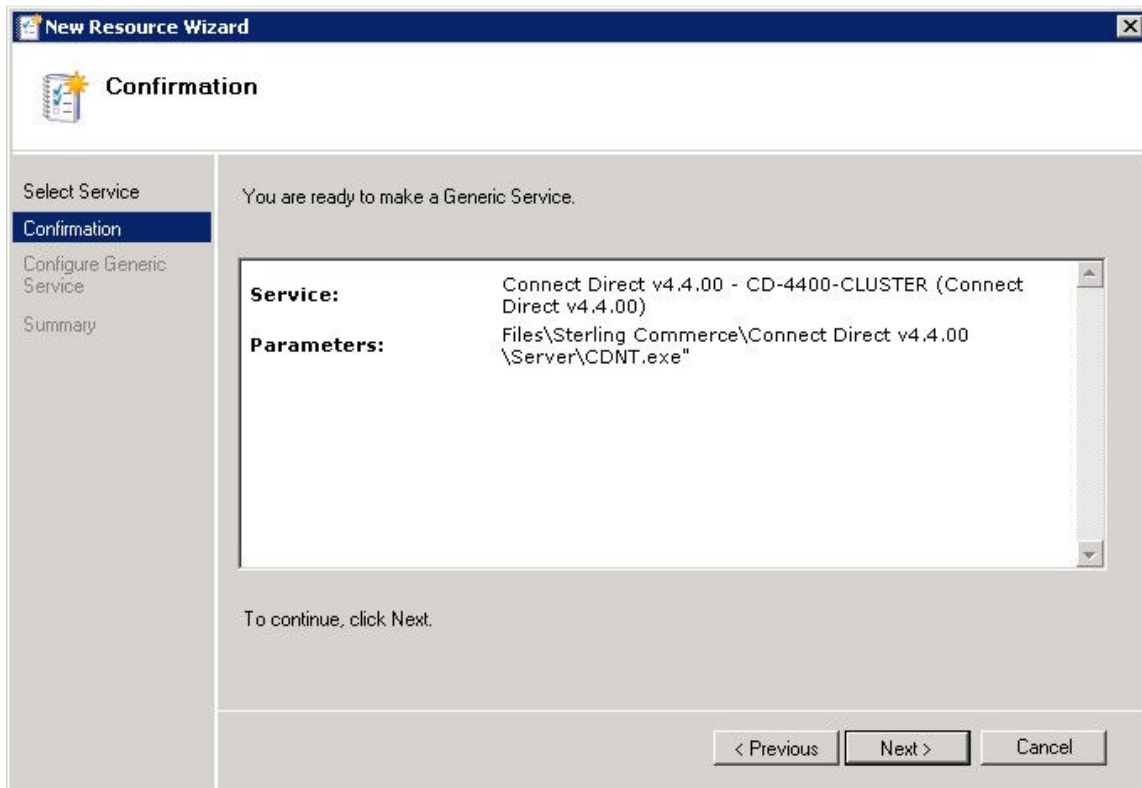 New Resource Wizard
Confirmation
Select Service
Confirmation
Configure Generic
Service
Summary
You are ready to make a Generic Service.
Service:
Connect Direct v4.4.00 - CD-4400-CLUSTER (Connect
Direct v4.4.00)
Parameters:
Files\Sterling Commerce\Connect Direct v4.4.00
\Server\CDNT.exe"
To continue, click Next.
< Previous
Next >
Cancel